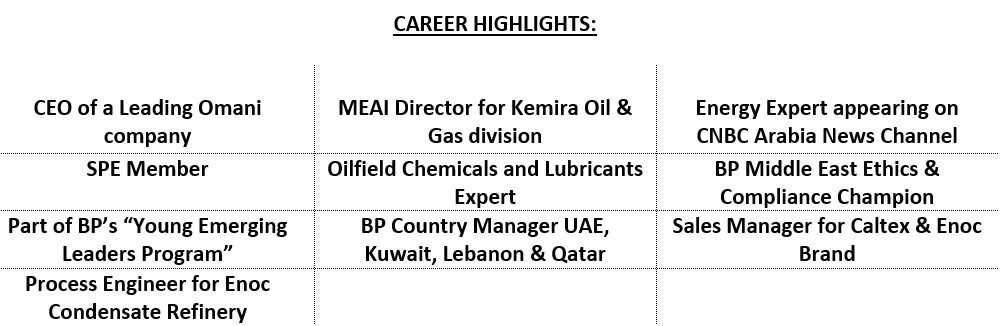 CAREER HIGHLIGHTS:
CEO of a Leading Omani
company
MEAI Director for Kemira Oil &
Gas division
Energy Expert appearing on
CNBC Arabia News Channel
SPE Member
Oilfield Chemicals and Lubricants
Expert
BP Middle East Ethics &
Compliance Champion
Part of BP’s “Young Emerging
Leaders Program”
BP Country Manager UAE,
Kuwait, Lebanon & Qatar
Sales Manager for Caltex & Enoc
Brand
Process Engineer for Enoc
Condensate Refinery